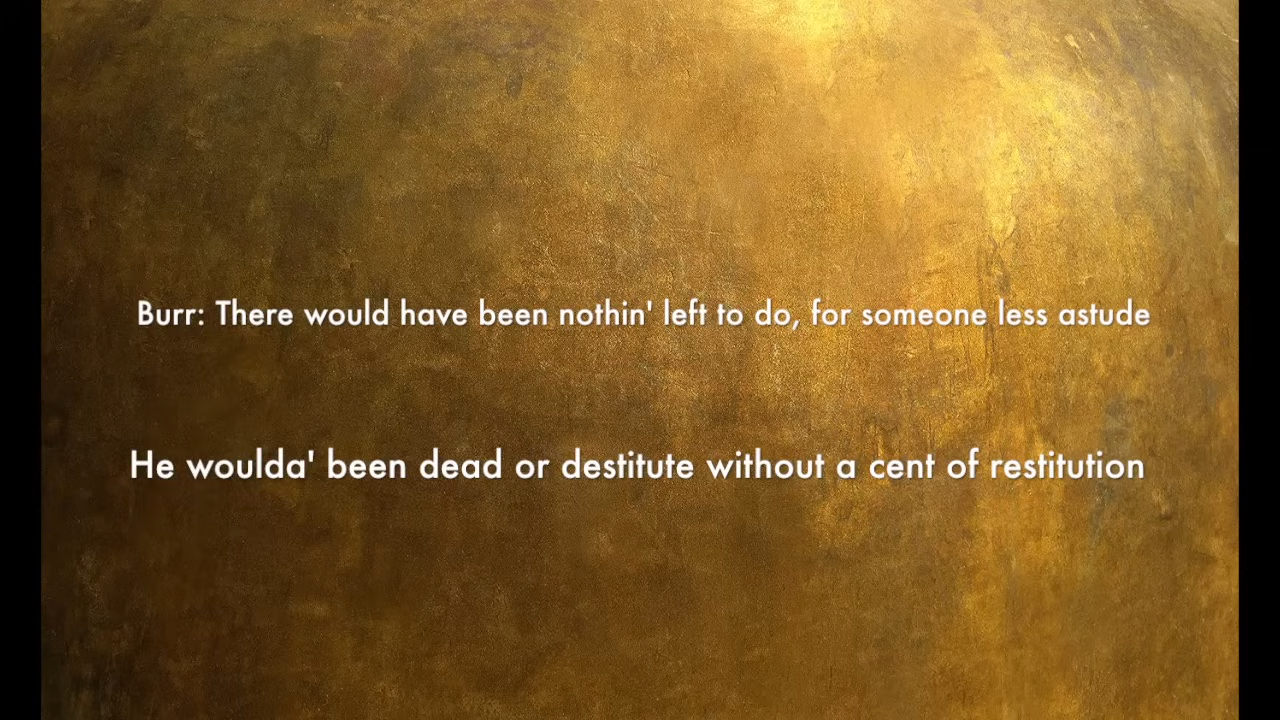 Burr: There would have been nothin' left to do, for someone less astude
He woulda' been dead or destitute without a cent of restitution